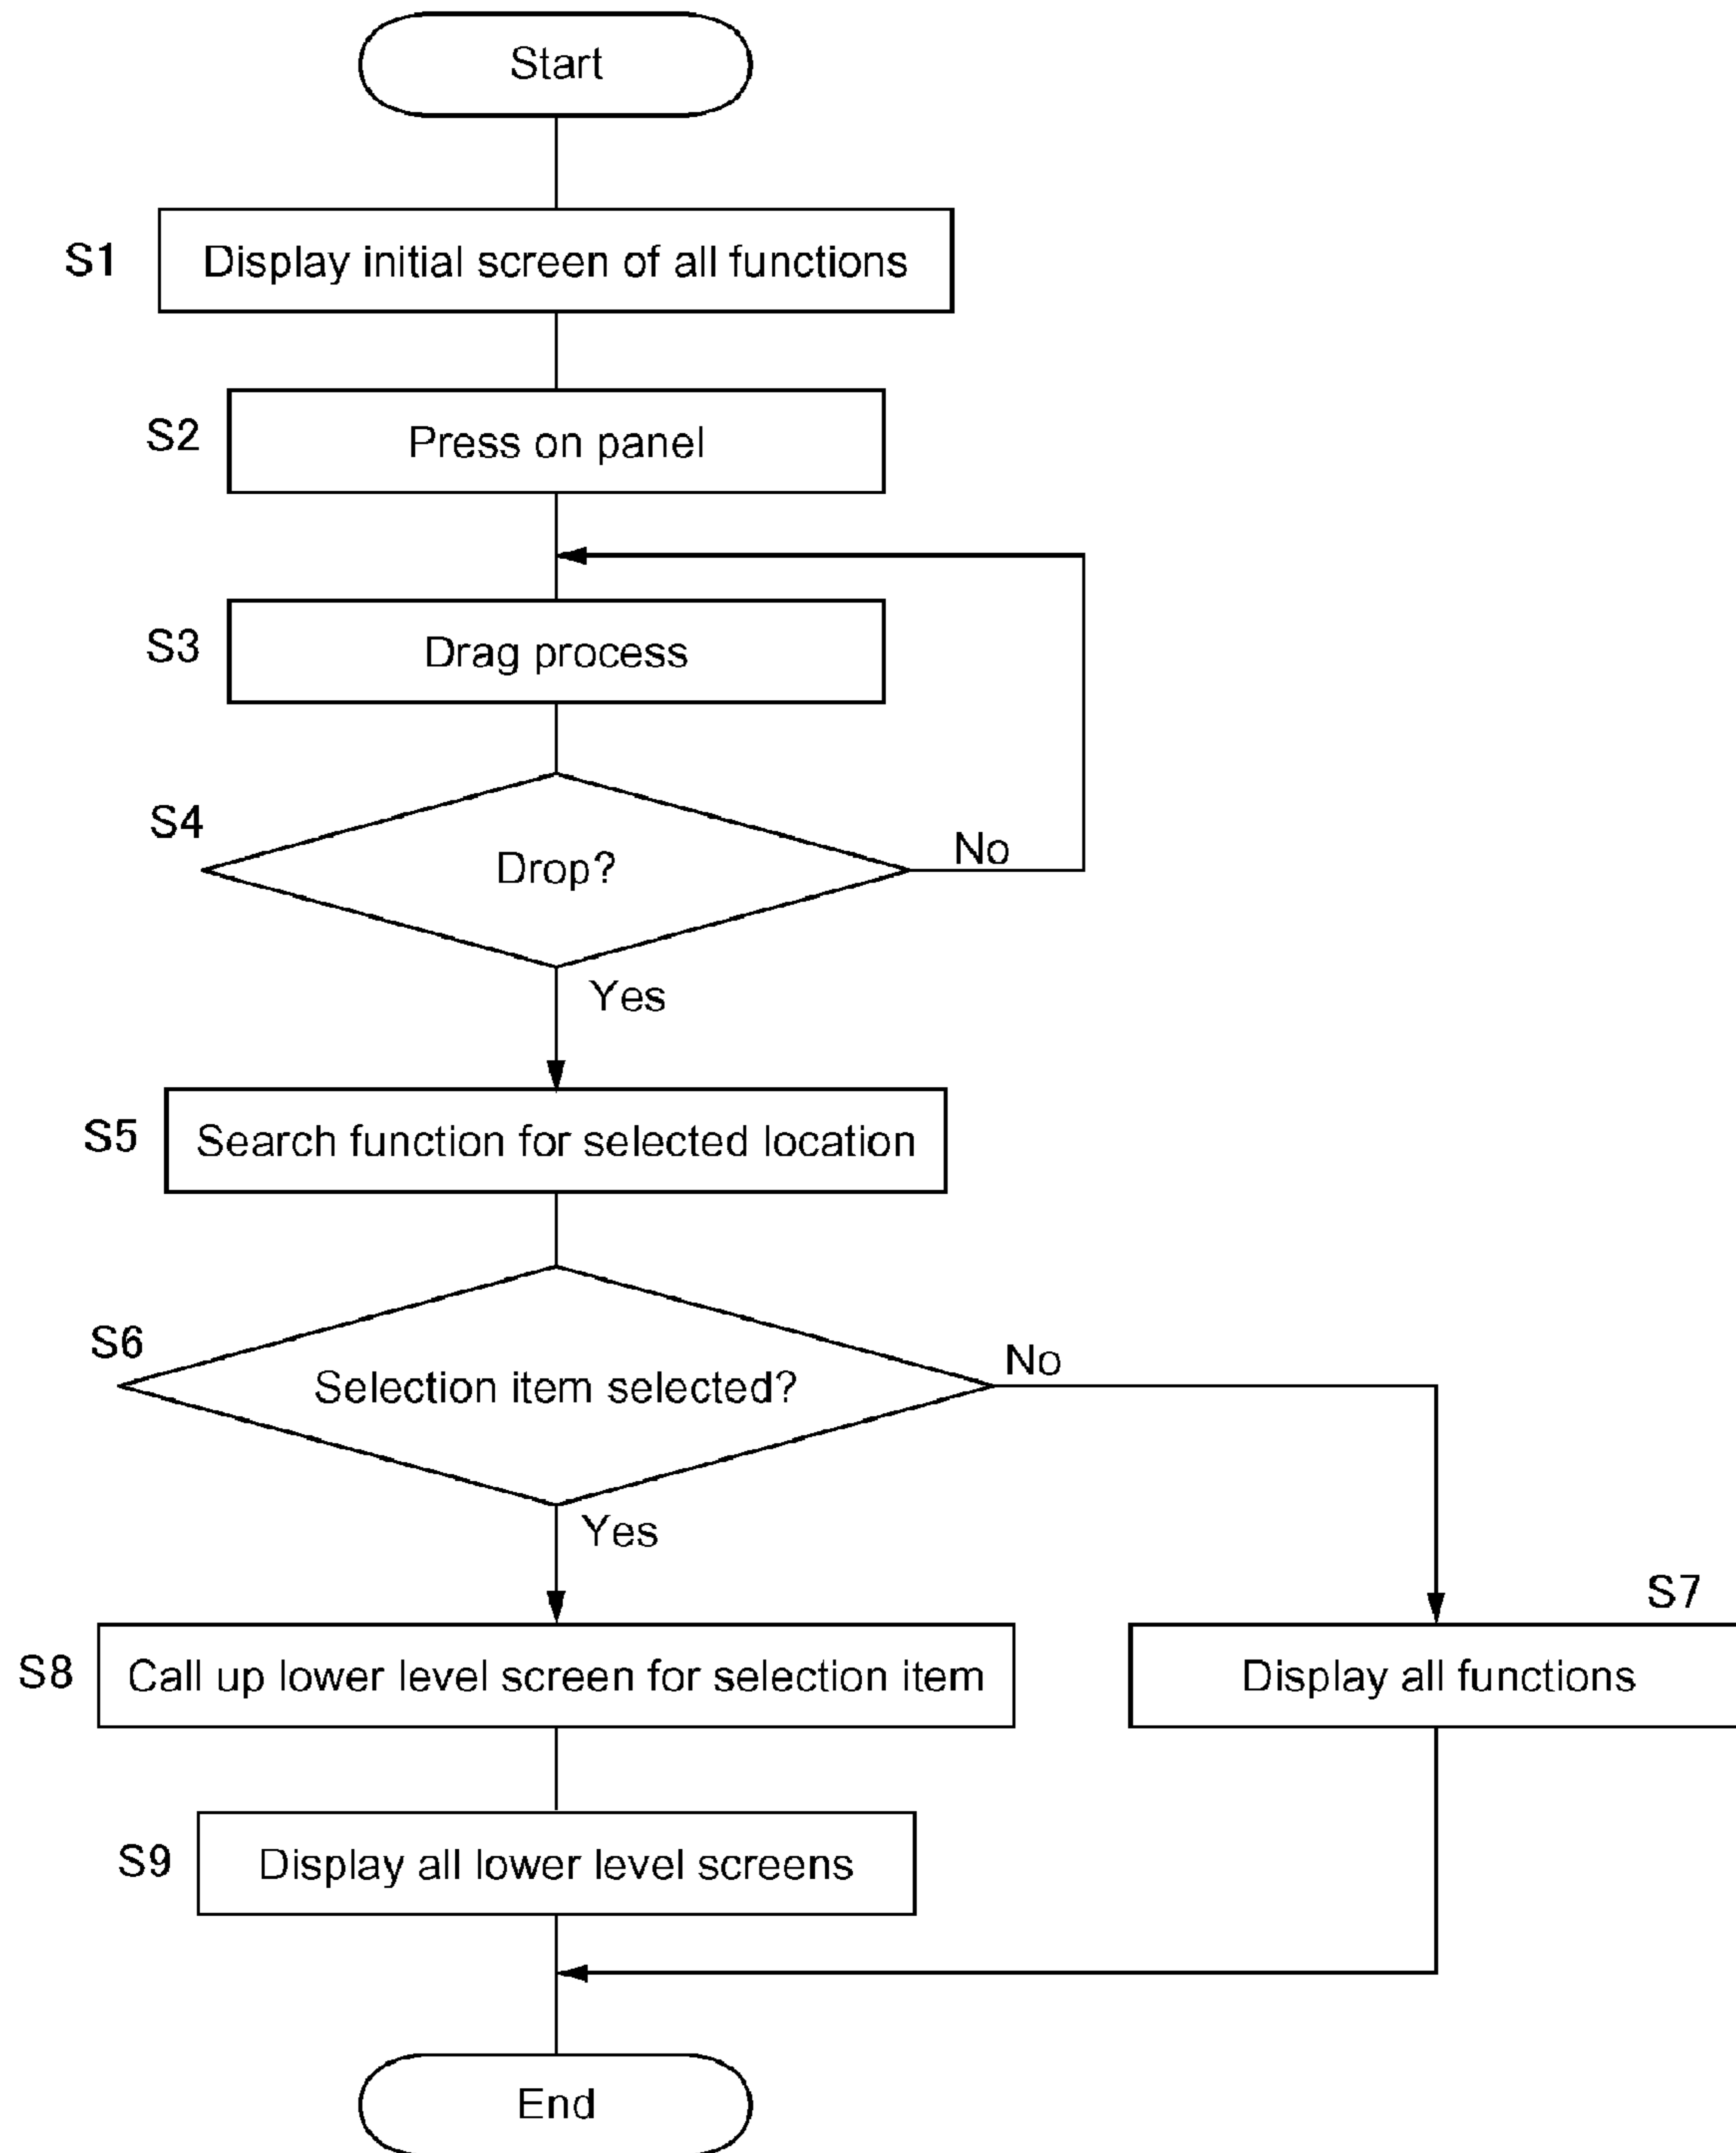 Start
S1
Display initial screen of all functions
S2
Press on panel
S3
Drag process
S4
Drop?
No
Yes
S5
Search function for selected location
S6
Selection item selected?
No
Yes
S7
S8
Call up lower level screen for selection item
Display all functions
S9
Display all lower level screens
End